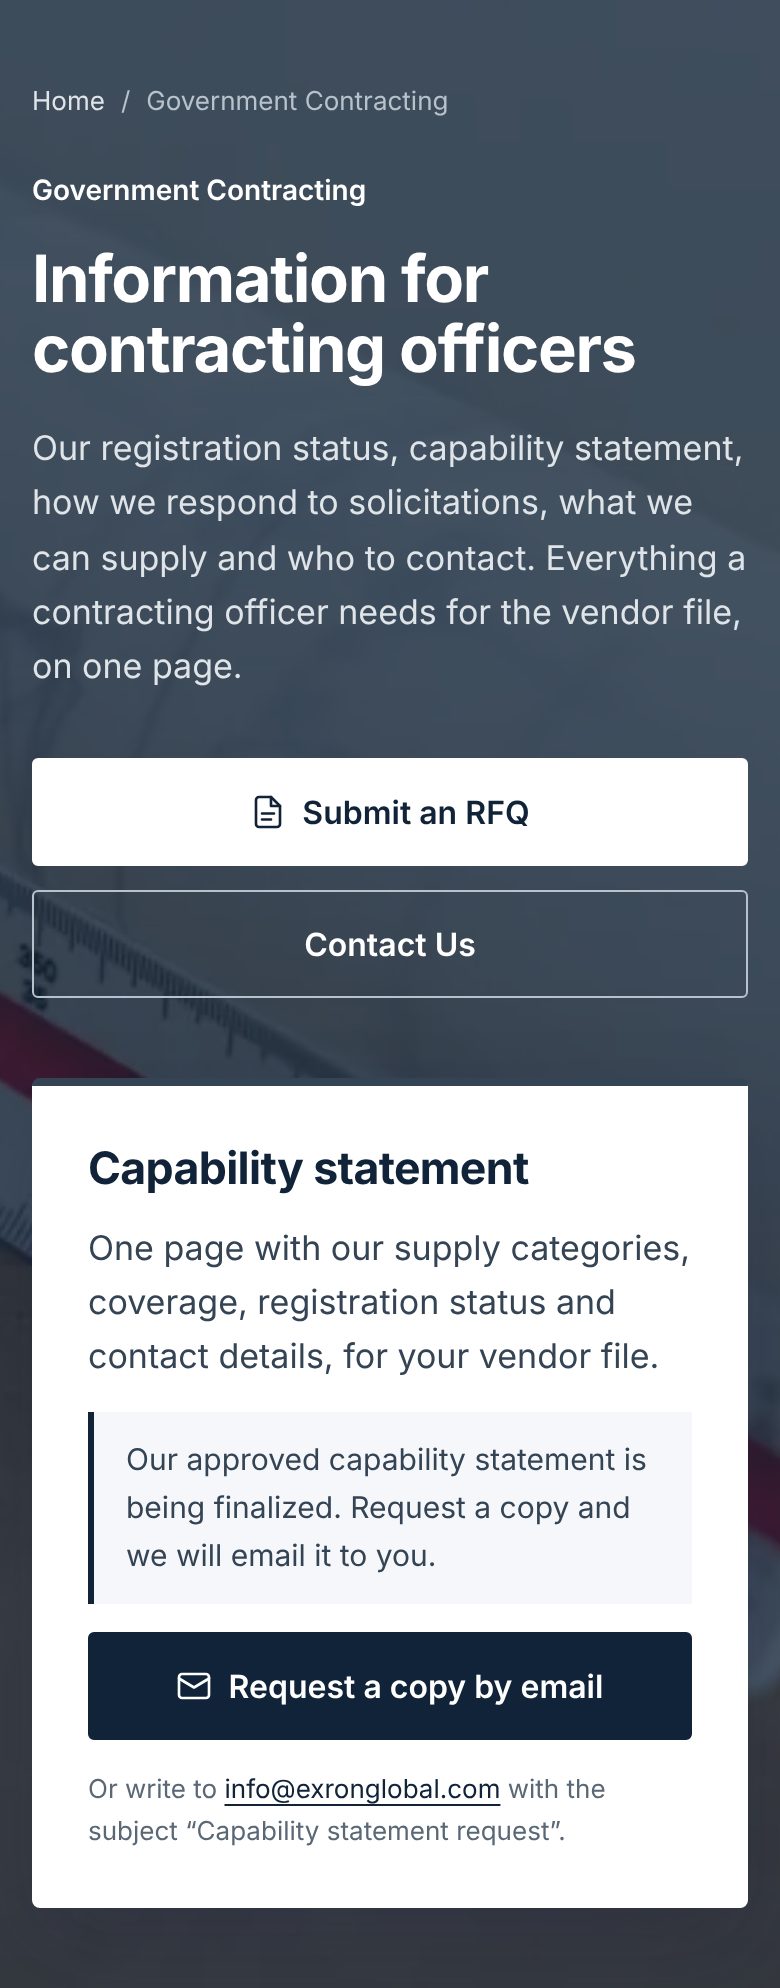 Home / Government Contracting
Government Contracting
Information for
contracting officers
Our registration status, capability statement,
how we respond to solicitations, what we
can supply and who to contact. Everything a
contracting officer needs for the vendor file,
on one page.
Submit an RFQ
Contact Us
350
Capability statement
One page with our supply categories,
coverage, registration status and
contact details, for your vendor file.
Our approved capability statement is
being finalized. Request a copy and
we will email it to you.
Request a copy by email
Or write to info@exronglobal.com with the
subject “Capability statement request”.